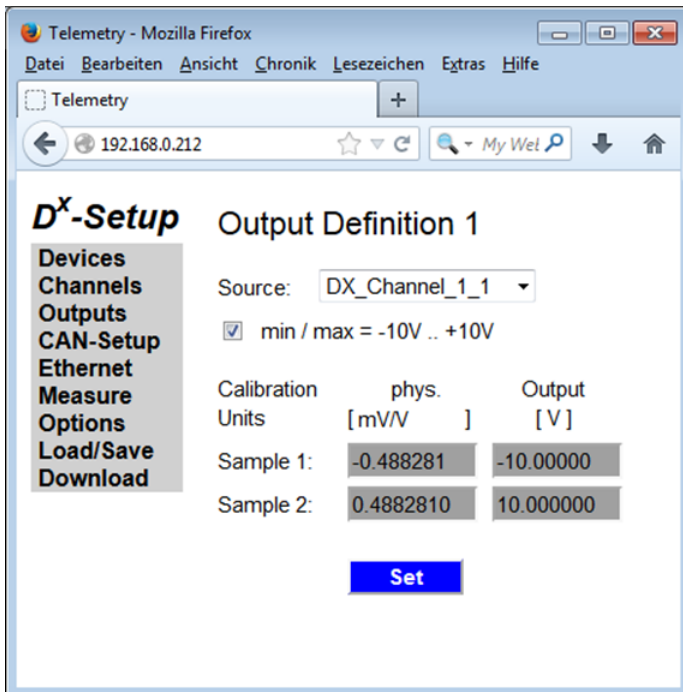 Telemetry - Mozilla Firefox
Datei Bearbeiten Ansicht Chronik Lesezeichen Extras Hilfe
Telemetry
192.168.0.212
My Wel
Dx-Setup
Devices
Channels
Outputs
CAN-Setup
Ethernet
Measure
Options
Load/Save
Download
Output Definition 1
Source: DX_Channel_1_1
min / max = -10V .. +10V
Calibration phys. Output
Units [ mV/V ] [ V ]
Sample 1: -0.488281 -10.00000
Sample 2: 0.4882810 10.000000
Set